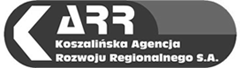 ARR
Koszalińska Agencja
Rozwoju Regionalnego S.A.